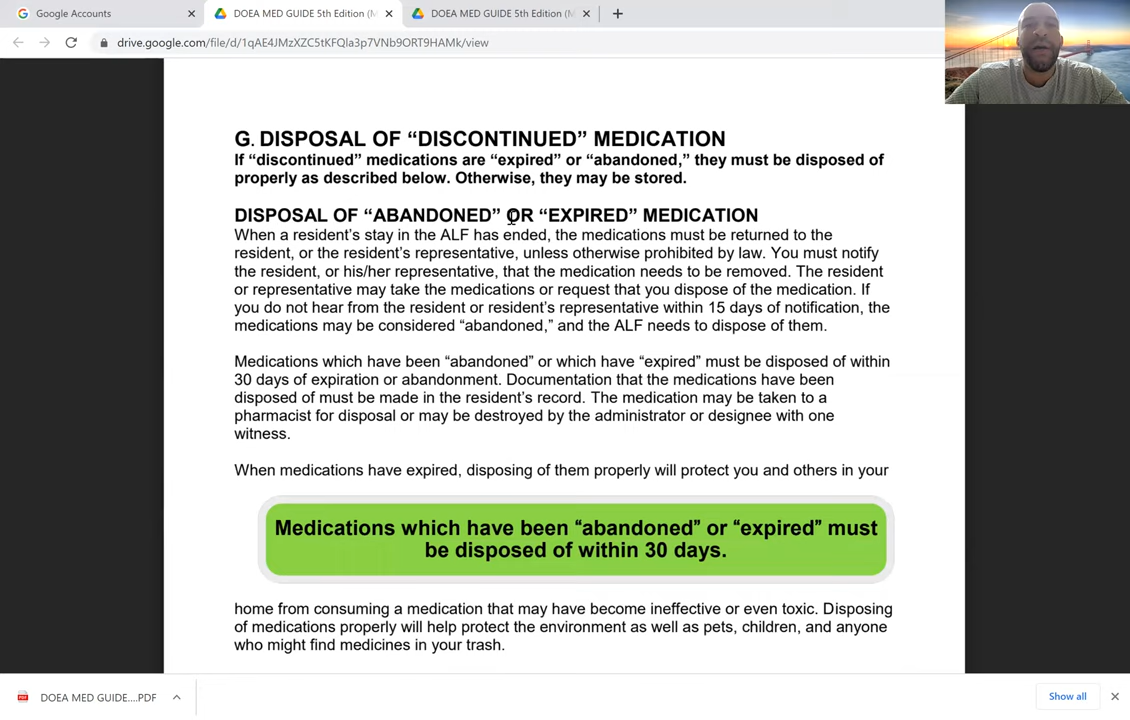 Google Accounts
DOEA MED GUIDE 5th Edition (M
DOEA MED GUIDE 5th Edition (M
drive.google.com/file/d/1qAE4JMzXZC5tKFQla3p7VNb9ORT9HAMk/view
G. DISPOSAL OF “DISCONTINUED” MEDICATION
If “discontinued” medications are “expired” or “abandoned,” they must be disposed of
properly as described below. Otherwise, they may be stored.
DISPOSAL OF “ABANDONED” OR “EXPIRED” MEDICATION
When a resident’s stay in the ALF has ended, the medications must be returned to the
resident, or the resident’s representative, unless otherwise prohibited by law. You must notify
the resident, or his/her representative, that the medication needs to be removed. The resident
or representative may take the medications or request that you dispose of the medication. If
you do not hear from the resident or resident’s representative within 15 days of notification, the
medications may be considered “abandoned,” and the ALF needs to dispose of them.
Medications which have been “abandoned” or which have “expired” must be disposed of within
30 days of expiration or abandonment. Documentation that the medications have been
disposed of must be made in the resident’s record. The medication may be taken to a
pharmacist for disposal or may be destroyed by the administrator or designee with one
witness.
When medications have expired, disposing of them properly will protect you and others in your
Medications which have been “abandoned” or “expired” must
be disposed of within 30 days.
home from consuming a medication that may have become ineffective or even toxic. Disposing
of medications properly will help protect the environment as well as pets, children, and anyone
who might find medicines in your trash.
DOEA MED GUIDE....PDF
Show all